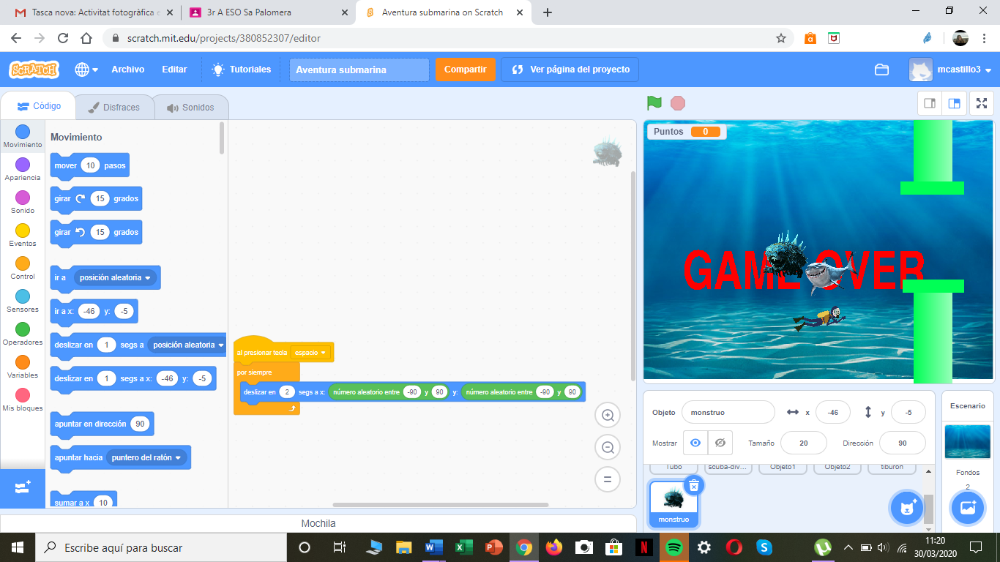 Tasca nova: Activitat fotogràfica e
3r A ESO Sa Palomera
Aventura submarina on Scratch
scratch.mit.edu/projects/380852307/editor
SCRATCH
Archivo
Editar
Tutoriales
Aventura submarina
Compartir
Ver página del proyecto
mcastillo3
Código
Disfraces
Sonidos
Movimiento
Apariencia
Sonido
Eventos
Control
Sensores
Operadores
Variables
Mis bloques
Movimiento
mover 10 pasos
girar 15 grados
girar 15 grados
ir a posición aleatoria
ir a x: -46 y: -5
deslizar en 1 segs a posición aleatoria
deslizar en 1 segs a x: -46 y: -5
apuntar en dirección 90
apuntar hacia puntero del ratón
sumar a x 10
al presionar tecla espacio
por siempre
deslizar en 2 segs a x: número aleatorio entre -90 y 90 y: número aleatorio entre -90 y 90
Mochila
Puntos 0
GAME OVER
Objeto monstruo x -46 y -5
Mostrar Tamaño 20 Dirección 90
Tubo scuba-div... Objeto1 Objeto2 tiburon
monstruo
Escenario
Fondos
2
Escribe aquí para buscar
11:20
30/03/2020